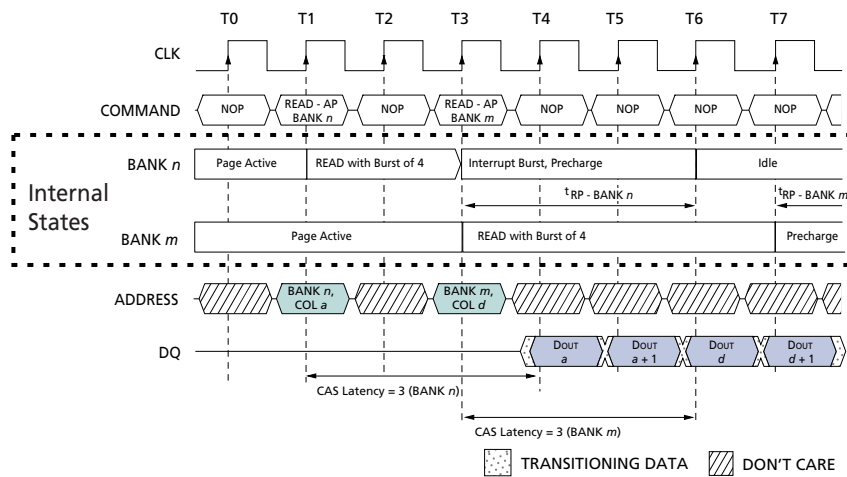 T0 T1 T2 T3 T4 T5 T6 T7
CLK
COMMAND NOP READ - AP BANK n NOP READ - AP BANK m NOP NOP NOP NOP
BANK n Page Active READ with Burst of 4 Interrupt Burst, Precharge Idle
Internal States
tRP - BANK n tRP - BANK m
BANK m Page Active READ with Burst of 4 Precharge
ADDRESS BANK n, COL a BANK m, COL d
DQ DOUT a DOUT a + 1 DOUT d DOUT d + 1
CAS Latency = 3 (BANK n)
CAS Latency = 3 (BANK m)
TRANSITIONING DATA DON'T CARE